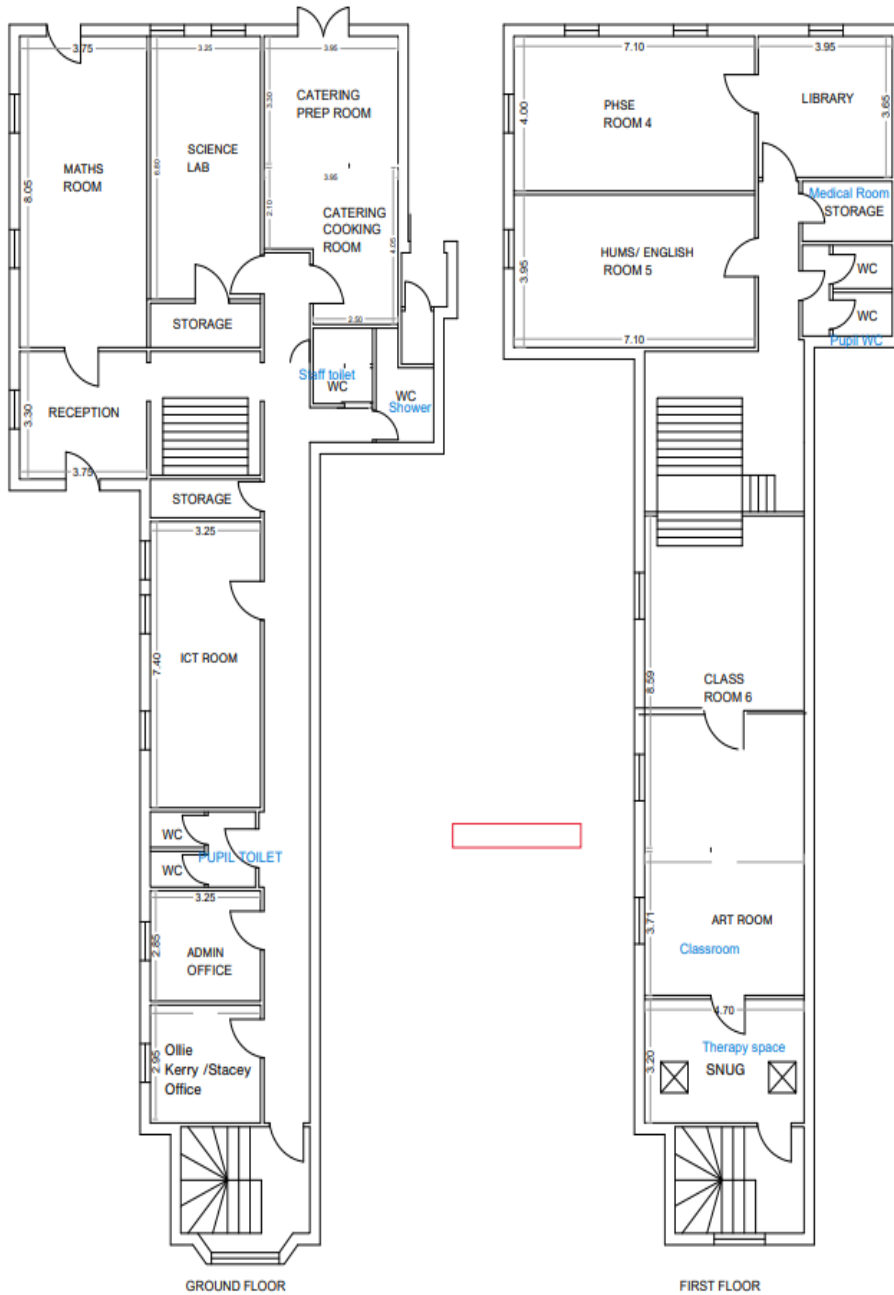 3.75
3.25
3.95
8.05
MATHS
ROOM
6.80
SCIENCE
LAB
3.30
CATERING
PREP ROOM
3.95
2.10
CATERING
COOKING
ROOM
4.05
2.50
STORAGE
RECEPTION
3.30
3.75
Staff toilet
WC
WC
Shower
STORAGE
3.25
ICT ROOM
7.40
WC
PUPIL TOILET
WC
3.25
2.85
ADMIN
OFFICE
2.95
Ollie
Kerry /Stacey
Office
GROUND FLOOR
7.10
3.95
4.00
PHSE
ROOM 4
LIBRARY
3.65
Medical Room
STORAGE
3.95
HUMS/ ENGLISH
ROOM 5
7.10
WC
WC
Pupil WC
8.59
CLASS
ROOM 6
3.71
ART ROOM
Classroom
4.70
3.20
Therapy space
SNUG
FIRST FLOOR